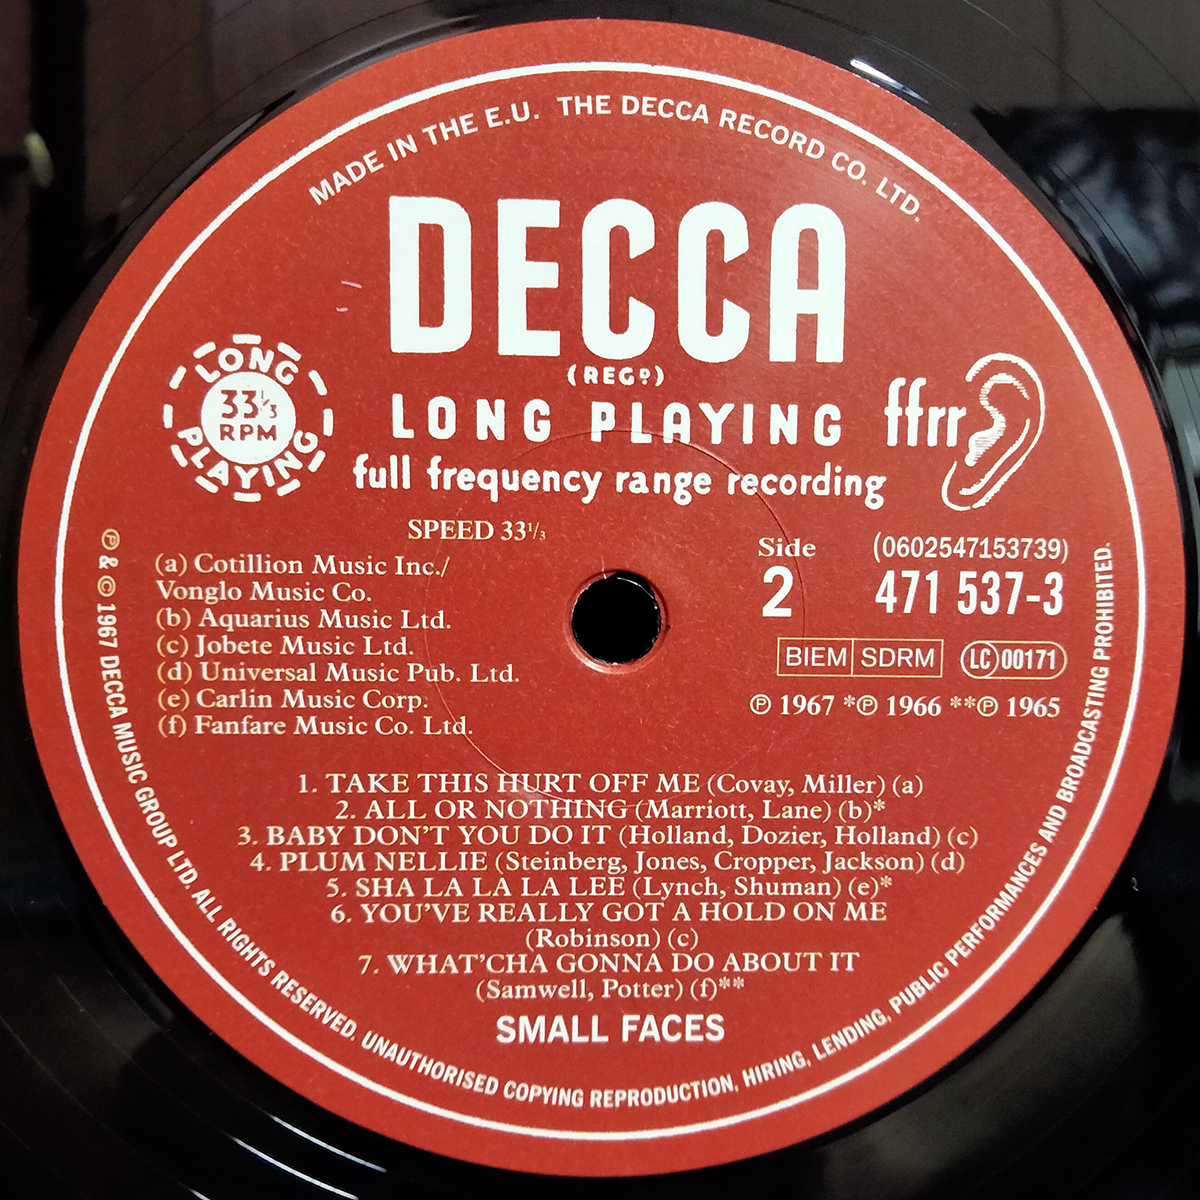 MADE IN THE E.U. THE DECCA RECORD CO. LTD.
DECCA
(REGD)
LONG PLAYING
33 1/3
RPM
LONG PLAYING
ffrr
full frequency range recording
SPEED 33 1/3
(a) Cotillion Music Inc./
Vonglo Music Co.
(b) Aquarius Music Ltd.
(c) Jobete Music Ltd.
(d) Universal Music Pub. Ltd.
(e) Carlin Music Corp.
(f) Fanfare Music Co. Ltd.
Side
2
(0602547153739)
471 537-3
BIEM SDRM
LC 00171
℗ 1967 *℗ 1966 **℗ 1965
1. TAKE THIS HURT OFF ME (Covay, Miller) (a)
2. ALL OR NOTHING (Marriott, Lane) (b)*
3. BABY DON'T YOU DO IT (Holland, Dozier, Holland) (c)
4. PLUM NELLIE (Steinberg, Jones, Cropper, Jackson) (d)
5. SHA LA LA LA LEE (Lynch, Shuman) (e)*
6. YOU'VE REALLY GOT A HOLD ON ME
(Robinson) (c)
7. WHAT'CHA GONNA DO ABOUT IT
(Samwell, Potter) (f)**
SMALL FACES
℗ & © 1967 DECCA MUSIC GROUP LTD. ALL RIGHTS RESERVED. UNAUTHORISED COPYING REPRODUCTION, HIRING, LENDING, PUBLIC PERFORMANCES AND BROADCASTING PROHIBITED.